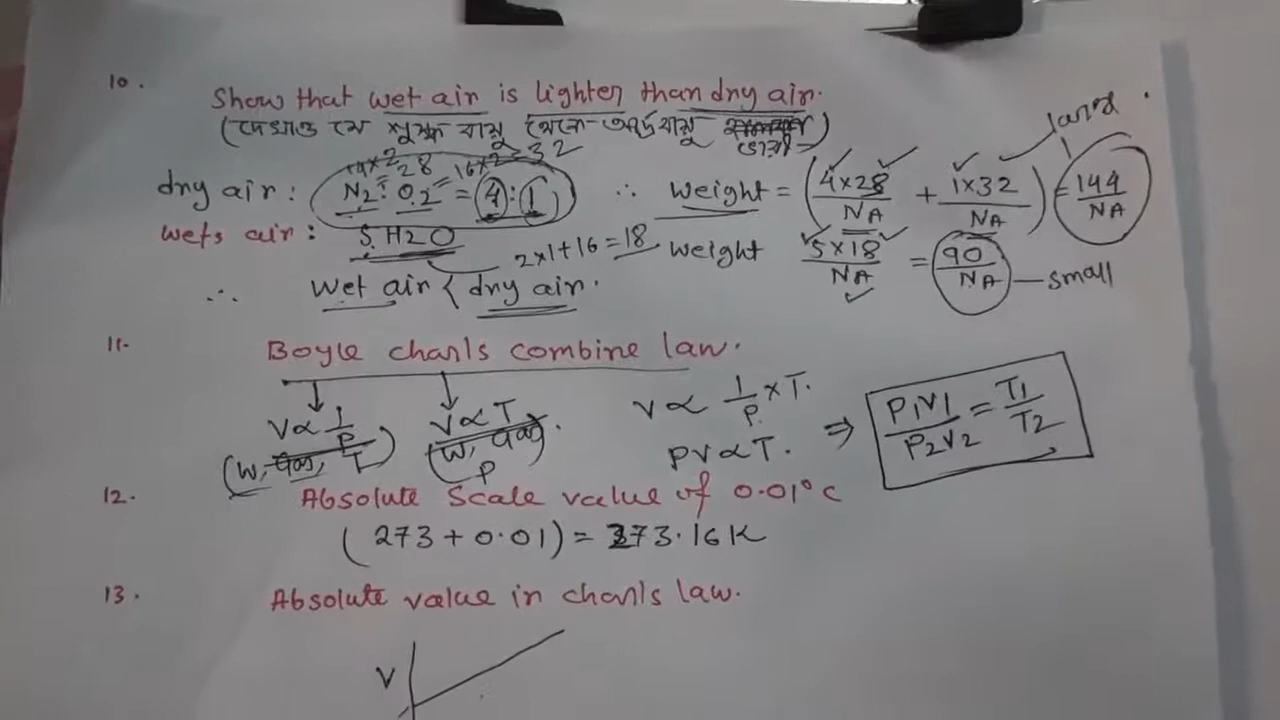 10. Show that wet air is lighter than dry air.
(দেখাও যে শুষ্ক বায়ু থেকে আর্দ্র বায়ু
14×2=28 16×2=32
dry air: N2: O2 = 4:1 ∴ Weight = (4×28/NA + 1×32/NA) = 144/NA
wets air: 5 H2O 2×1+16=18 weight 5×18/NA = 90/NA — small
∴ Wet air < dry air.
11. Boyle charls combine law.
V∝ 1/P V∝T V∝ 1/P × T.
(W, Gas, T) (W, Gas) P PV∝T. ⇒ P1V1/P2V2 = T1/T2
12. Absolute Scale value of 0.01°C
(273+0.01) = 273.16K
13. Absolute value in charls law.
V